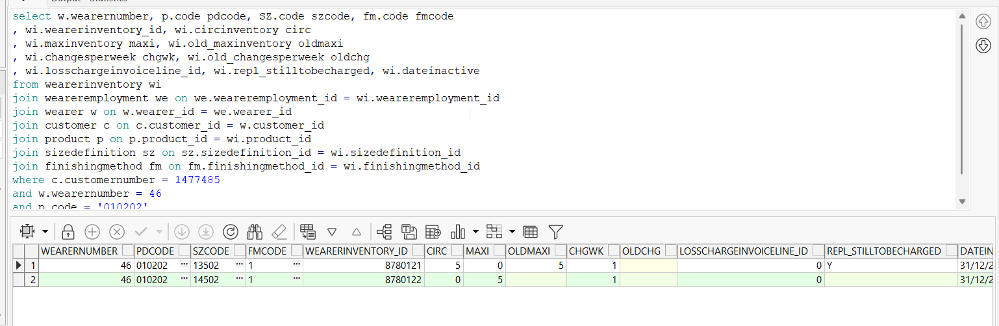 Output Statistics
select w.wearernumber, p.code pdcode, SZ.code szcode, fm.code fmcode
, wi.wearerinventory_id, wi.circinventory circ
, wi.maxinventory maxi, wi.old_maxinventory oldmaxi
, wi.changesperweek chgwk, wi.old_changesperweek oldchg
, wi.losschargeinvoiceline_id, wi.repl_stilltobecharged, wi.dateinactive
from wearerinventory wi
join weareremployment we on we.weareremployment_id = wi.weareremployment_id
join wearer w on w.wearer_id = we.wearer_id
join customer c on c.customer_id = w.customer_id
join product p on p.product_id = wi.product_id
join sizedefinition sz on sz.sizedefinition_id = wi.sizedefinition_id
join finishingmethod fm on fm.finishingmethod_id = wi.finishingmethod_id
where c.customernumber = 1477485
and w.wearernumber = 46
and p.code = '010202'
WEARERNUMBER PDCODE SZCODE FMCODE WEARERINVENTORY_ID CIRC MAXI OLDMAXI CHGWK OLDCHG LOSSCHARGEINVOICELINE_ID REPL_STILLTOBECHARGED DATEIN
1 46 010202 ... 13502 ... 1 ... 8780121 5 0 5 1 0 Y 31/12/2
2 46 010202 ... 14502 ... 1 ... 8780122 0 5 1 0 31/12/2